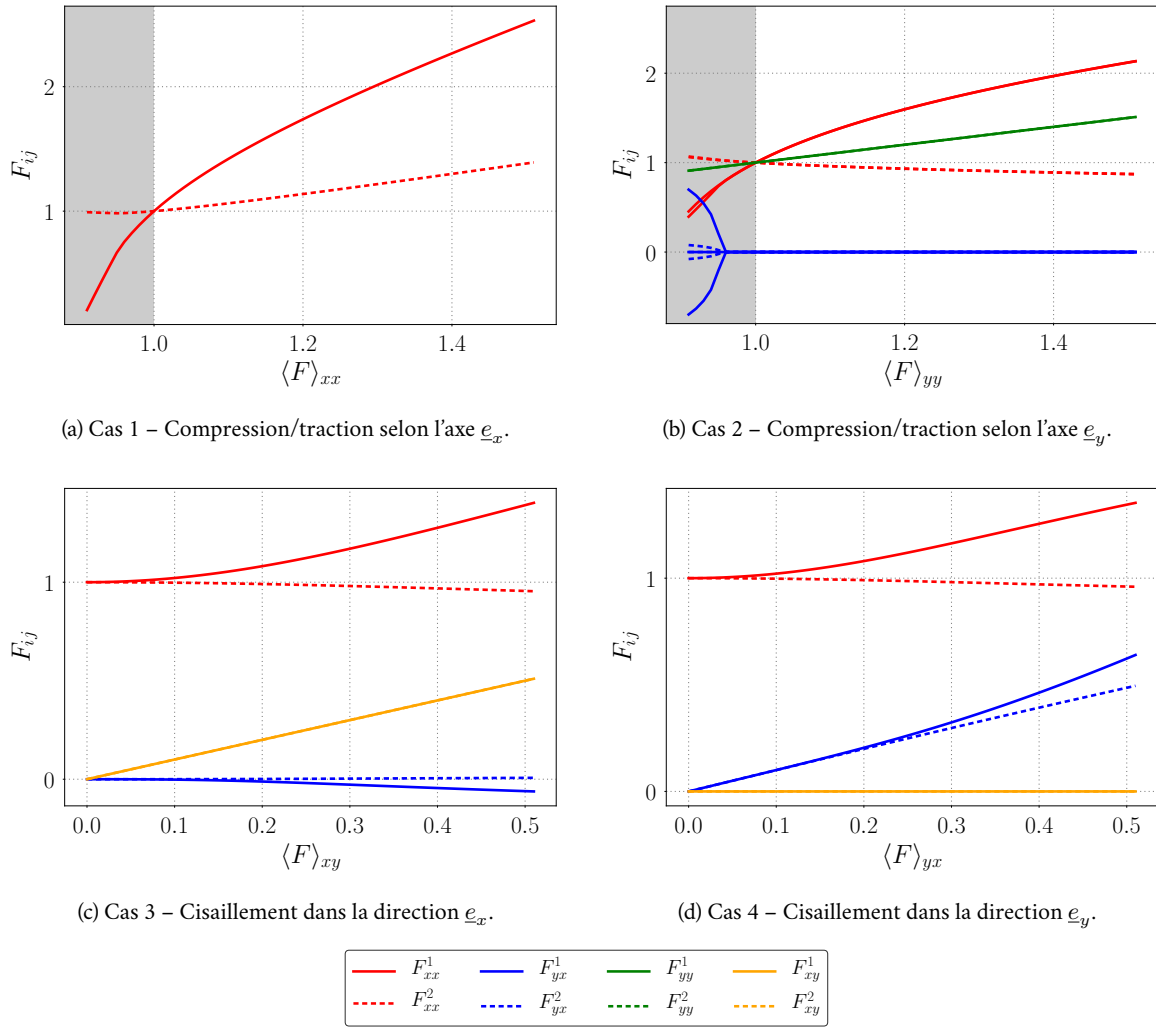 2
1
F_{ij}
1.0 1.2 1.4
⟨F⟩_{xx}
(a) Cas 1 – Compression/traction selon l'axe e_x.
2
1
0
F_{ij}
1.0 1.2 1.4
⟨F⟩_{yy}
(b) Cas 2 – Compression/traction selon l'axe e_y.
1
0
F_{ij}
0.0 0.1 0.2 0.3 0.4 0.5
⟨F⟩_{xy}
(c) Cas 3 – Cisaillement dans la direction e_x.
1
0
F_{ij}
0.0 0.1 0.2 0.3 0.4 0.5
⟨F⟩_{yx}
(d) Cas 4 – Cisaillement dans la direction e_y.
F^1_{xx} F^1_{yx} F^1_{yy} F^1_{xy}
F^2_{xx} F^2_{yx} F^2_{yy} F^2_{xy}